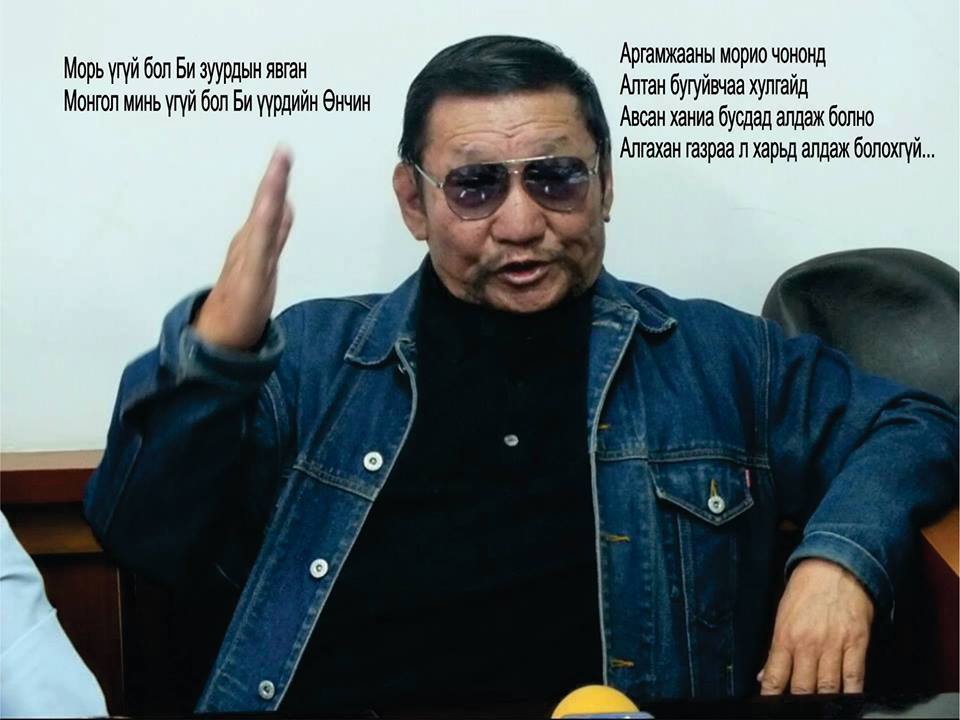 Морь үгүй бол Би зуурдын явган
Монгол минь үгүй бол Би үүрдийн Өнчин
Аргамжааны морио чононд
Алтан бугуйвчаа хулгайд
Авсан ханиа бусдад алдаж болно
Алгахан газраа л харьд алдаж болохгүй...